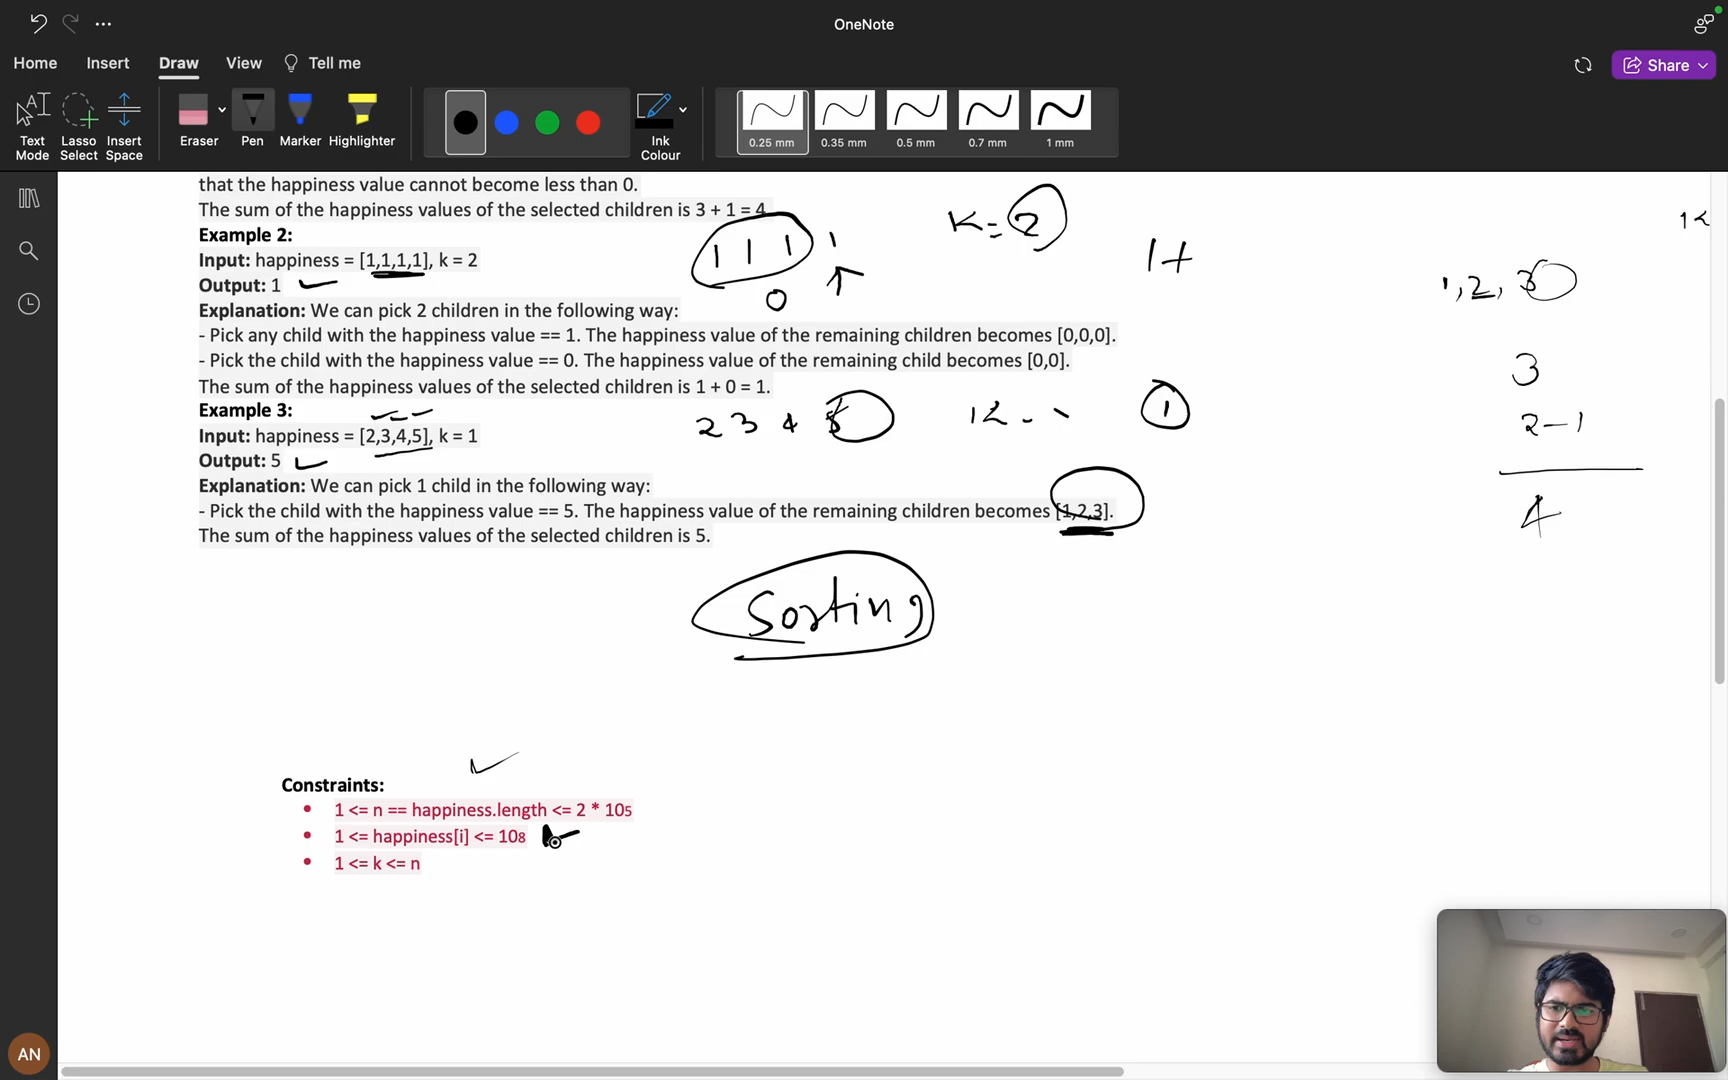 OneNote
Home Insert Draw View Tell me
Share
Text Mode
Lasso Select
Insert Space
Eraser
Pen
Marker
Highlighter
Ink Colour
0.25 mm
0.35 mm
0.5 mm
0.7 mm
1 mm
that the happiness value cannot become less than 0.
The sum of the happiness values of the selected children is 3 + 1 = 4.
Example 2:
Input: happiness = [1,1,1,1], k = 2
Output: 1
Explanation: We can pick 2 children in the following way:
- Pick any child with the happiness value == 1. The happiness value of the remaining children becomes [0,0,0].
- Pick the child with the happiness value == 0. The happiness value of the remaining child becomes [0,0].
The sum of the happiness values of the selected children is 1 + 0 = 1.
Example 3:
Input: happiness = [2,3,4,5], k = 1
Output: 5
Explanation: We can pick 1 child in the following way:
- Pick the child with the happiness value == 5. The happiness value of the remaining children becomes [1,2,3].
The sum of the happiness values of the selected children is 5.
1 1 1 1
0
K = 2
1+
1, 2, 3
3
2 - 1
4
2 3 4 5
1
Sorting
Constraints:
• 1 <= n == happiness.length <= 2 * 105
• 1 <= happiness[i] <= 108
• 1 <= k <= n
AN